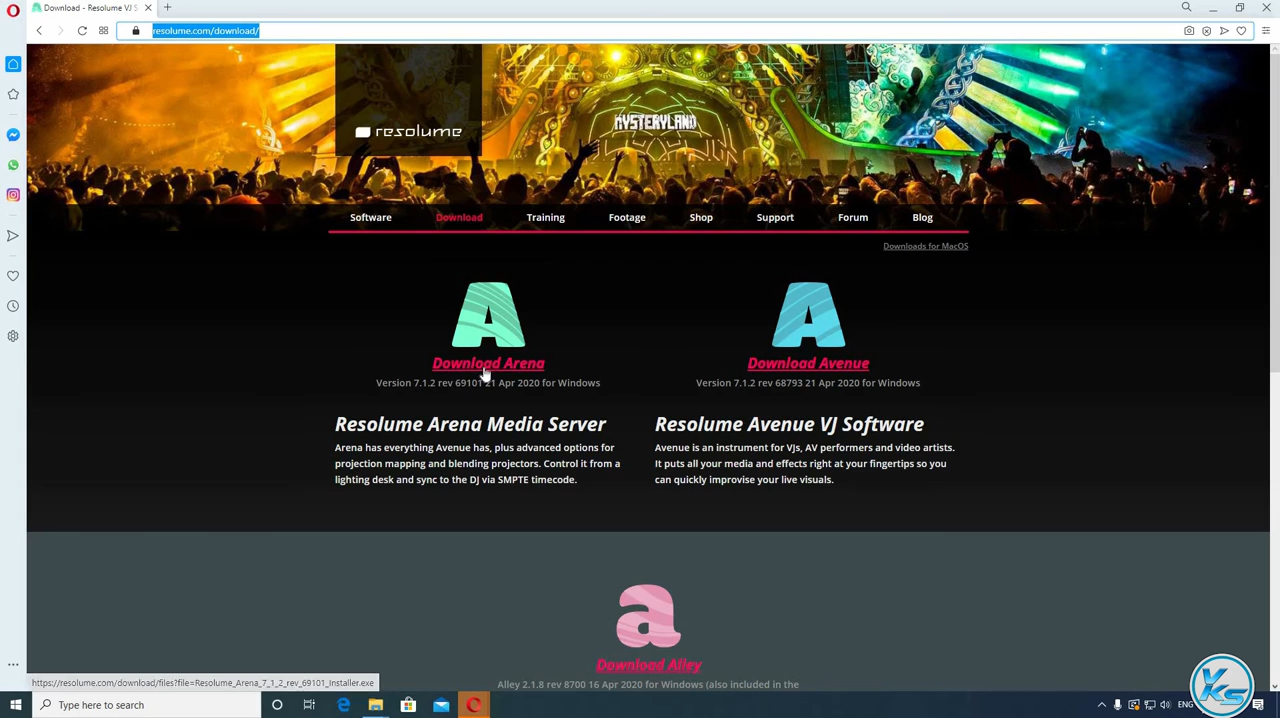 Download - Resolume VJ S
resolume.com/download/
resolume
MYSTERYLAND
Software Download Training Footage Shop Support Forum Blog
Downloads for MacOS
Download Arena
Version 7.1.2 rev 69101 21 Apr 2020 for Windows
Download Avenue
Version 7.1.2 rev 68793 21 Apr 2020 for Windows
Resolume Arena Media Server
Arena has everything Avenue has, plus advanced options for
projection mapping and blending projectors. Control it from a
lighting desk and sync to the DJ via SMPTE timecode.
Resolume Avenue VJ Software
Avenue is an instrument for VJs, AV performers and video artists.
It puts all your media and effects right at your fingertips so you
can quickly improvise your live visuals.
a
Download Alley
Alley 2.1.8 rev 8700 16 Apr 2020 for Windows (also included in the
https://resolume.com/download/files?file=Resolume_Arena_7_1_2_rev_69101_Installer.exe
Type here to search
ENG
KS